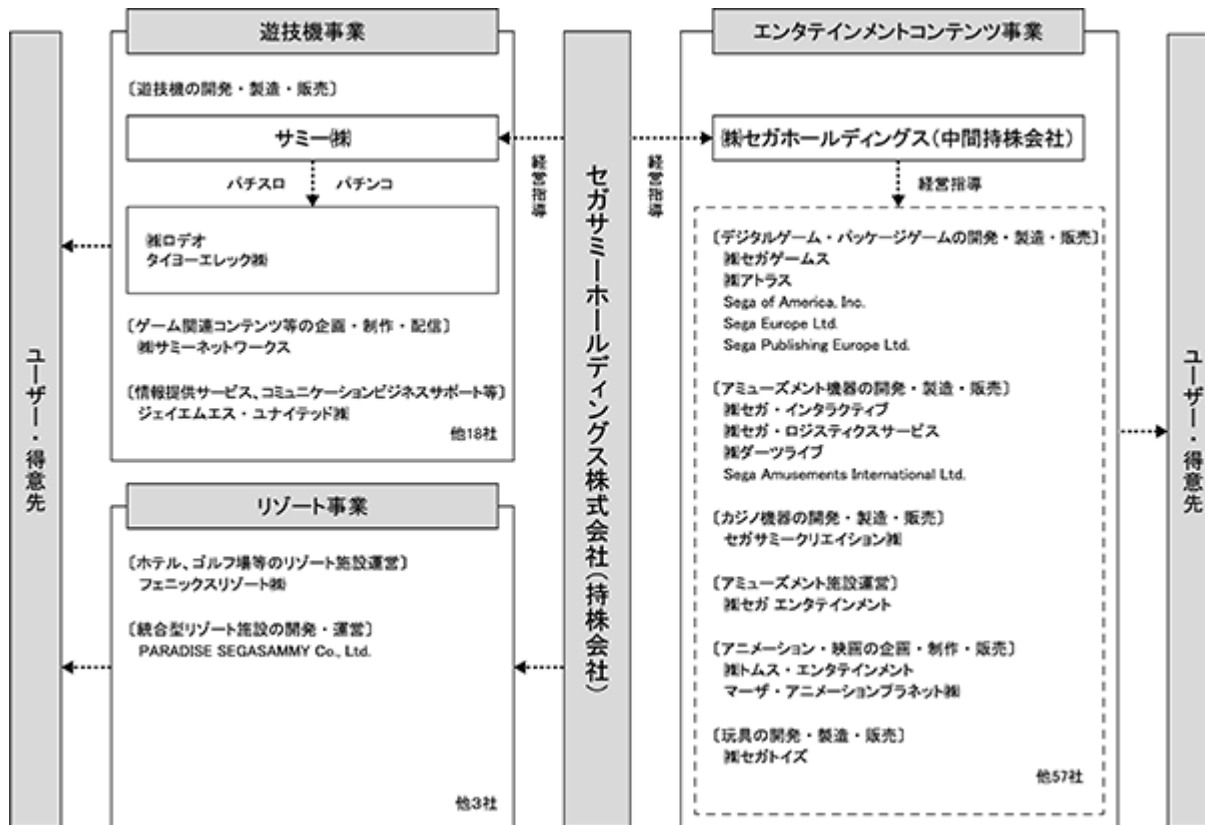 遊技機事業
〔遊技機の開発・製造・販売〕
サミー㈱
パチスロ
パチンコ
㈱ロデオ
タイヨーエレック㈱
〔ゲーム関連コンテンツ等の企画・制作・配信〕
㈱サミーネットワークス
〔情報提供サービス、コミュニケーションビジネスサポート等〕
ジェイエムエス・ユナイテッド㈱
他18社
リゾート事業
〔ホテル、ゴルフ場等のリゾート施設運営〕
フェニックスリゾート㈱
〔統合型リゾート施設の開発・運営〕
PARADISE SEGASAMMY Co., Ltd.
他3社
ユーザー・得意先
経営指導
セガサミーホールディングス株式会社(持株会社)
経営指導
エンタテインメントコンテンツ事業
㈱セガホールディングス(中間持株会社)
経営指導
〔デジタルゲーム・パッケージゲームの開発・製造・販売〕
㈱セガゲームス
㈱アトラス
Sega of America, Inc.
Sega Europe Ltd.
Sega Publishing Europe Ltd.
〔アミューズメント機器の開発・製造・販売〕
㈱セガ・インタラクティブ
㈱セガ・ロジスティクスサービス
㈱ダーツライブ
Sega Amusements International Ltd.
〔カジノ機器の開発・製造・販売〕
セガサミークリエイション㈱
〔アミューズメント施設運営〕
㈱セガ エンタテインメント
〔アニメーション・映画の企画・制作・販売〕
㈱トムス・エンタテインメント
マーザ・アニメーションプラネット㈱
〔玩具の開発・製造・販売〕
㈱セガトイズ
他57社
ユーザー・得意先